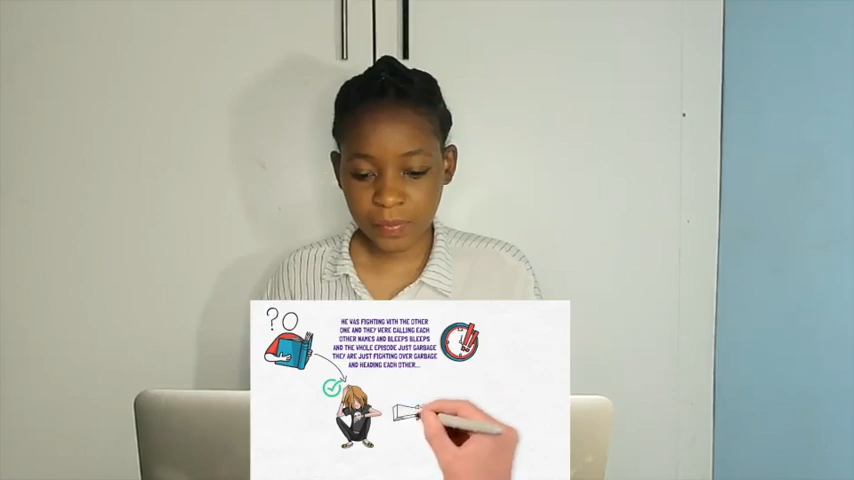 ?
HE WAS FIGHTING WITH THE OTHER
ONE AND THEY WERE CALLING EACH
OTHER NAMES AND BLEEPS BLEEPS
AND THE WHOLE EPISODE JUST GARBAGE
THEY ARE JUST FIGHTING OVER GARBAGE
AND HEADING EACH OTHER...